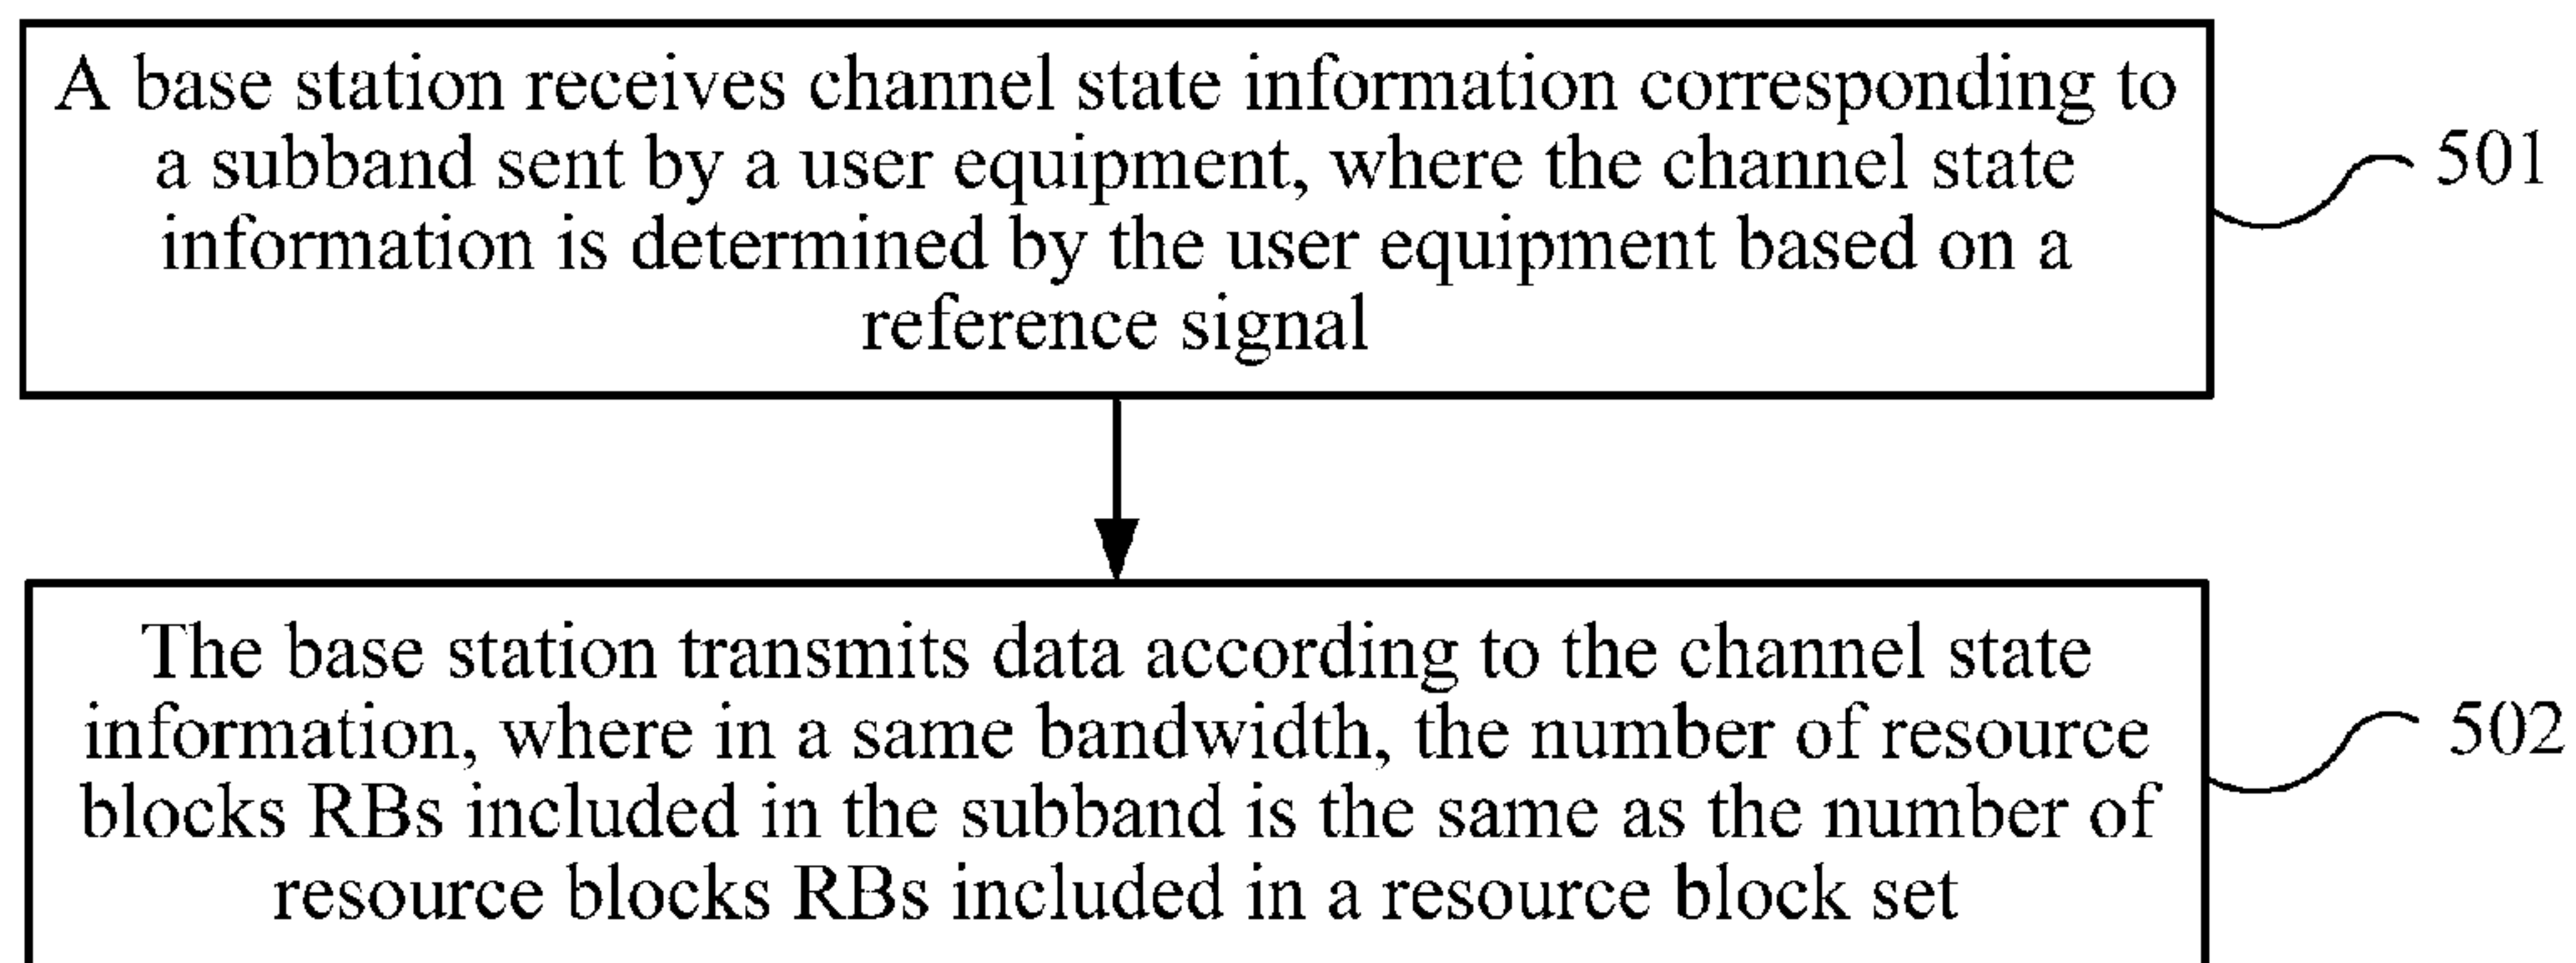 A base station receives channel state information corresponding to
a subband sent by a user equipment, where the channel state
information is determined by the user equipment based on a
reference signal
501
The base station transmits data according to the channel state
information, where in a same bandwidth, the number of resource
blocks RBs included in the subband is the same as the number of
resource blocks RBs included in a resource block set
502